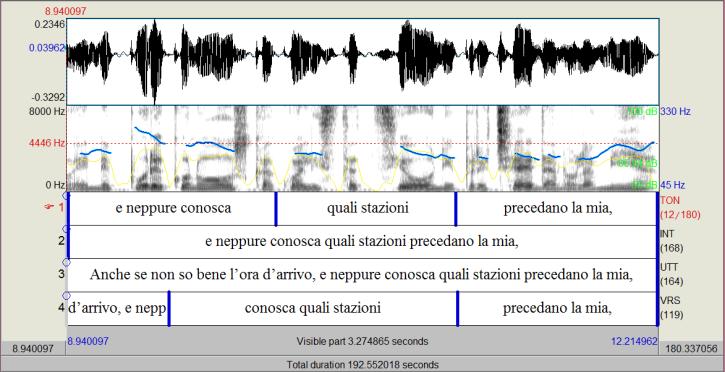 8.940097
0.2346
0.03962
-0.3292
8000 Hz
100 dB
330 Hz
4446 Hz
0 Hz
45 Hz
1 e neppure conosca quali stazioni precedano la mia, TON (12/180)
2 e neppure conosca quali stazioni precedano la mia, INT (168)
3 Anche se non so bene l’ora d’arrivo, e neppure conosca quali stazioni precedano la mia, UTT (164)
4 d’arrivo, e nepp conosca quali stazioni precedano la mia, VRS (119)
8.940097 Visible part 3.274865 seconds 12.214962
8.940097 180.337056
Total duration 192.552018 seconds